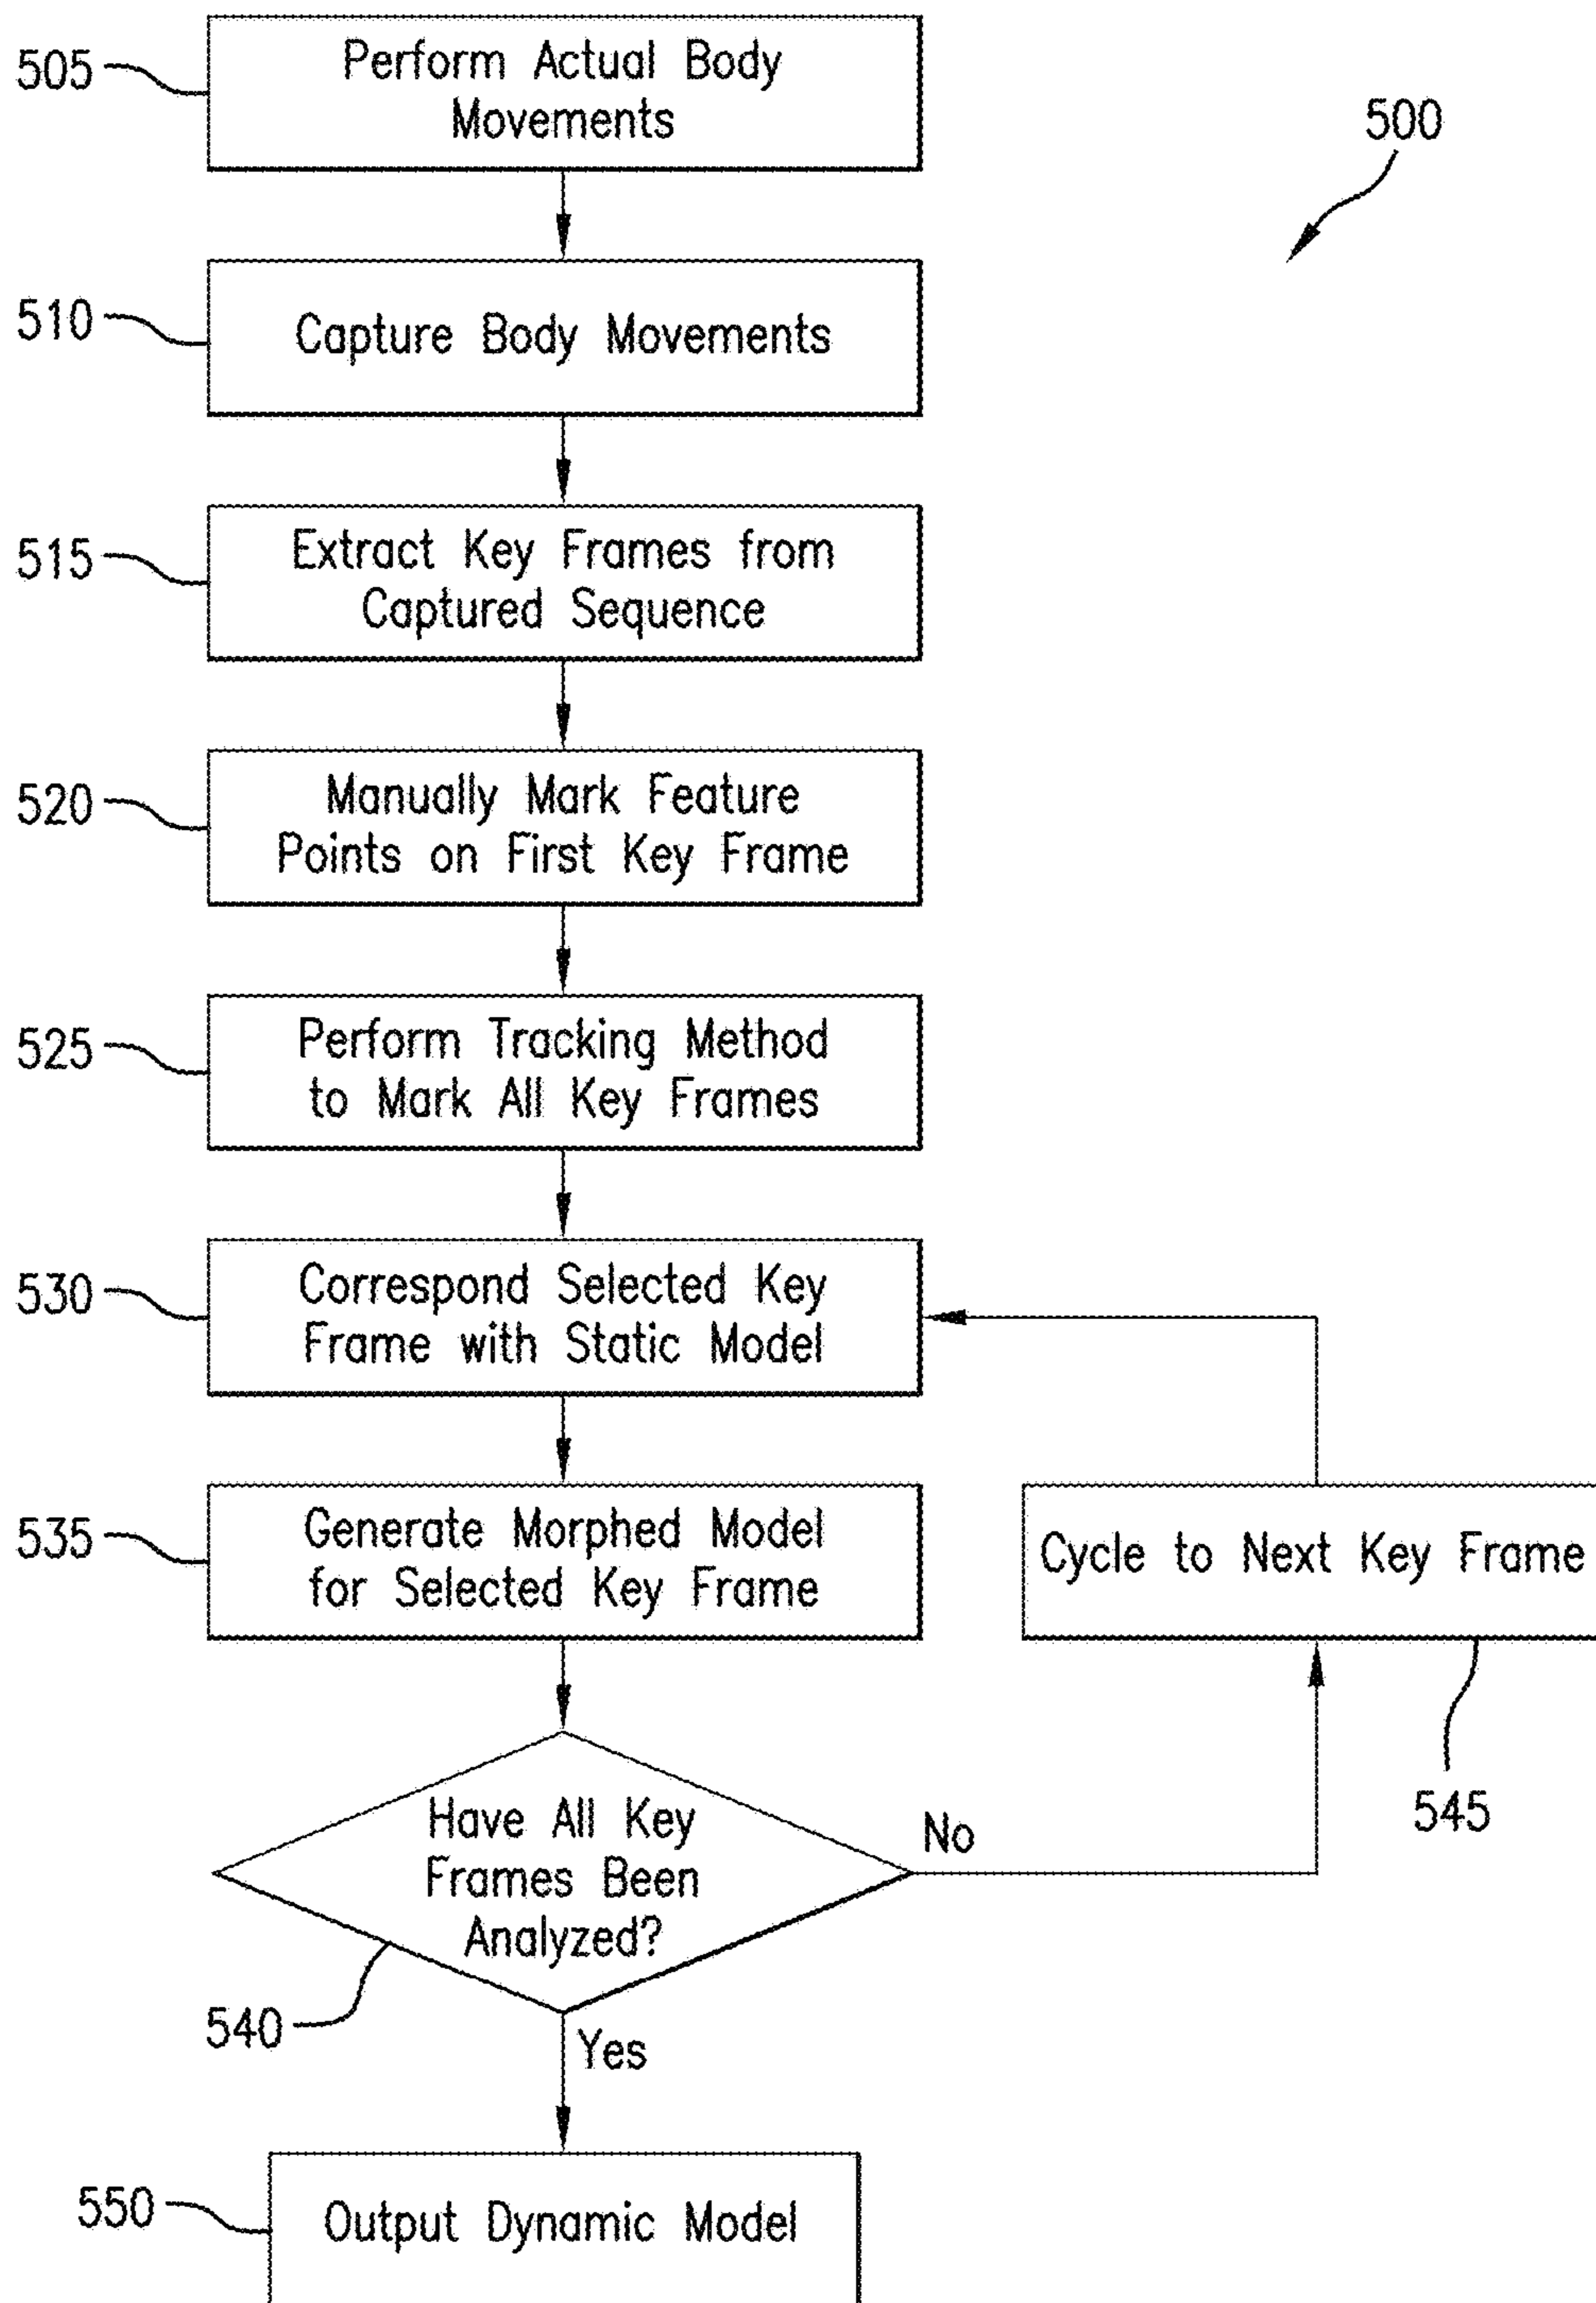 505
Perform Actual Body
Movements
500
510
Capture Body Movements
515
Extract Key Frames from
Captured Sequence
520
Manually Mark Feature
Points on First Key Frame
525
Perform Tracking Method
to Mark All Key Frames
530
Correspond Selected Key
Frame with Static Model
535
Generate Morphed Model
for Selected Key Frame
Cycle to Next Key Frame
545
Have All Key
Frames Been
Analyzed?
No
540
Yes
550
Output Dynamic Model